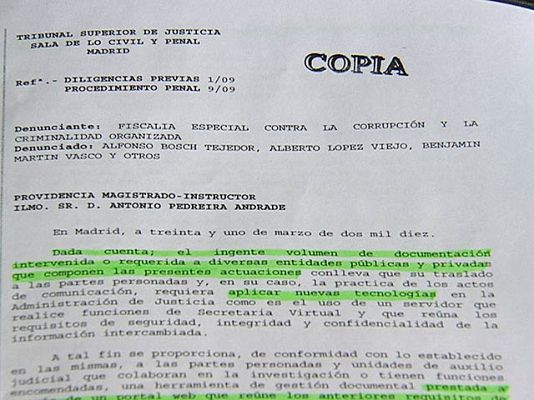 TRIBUNAL SUPERIOR DE JUSTICIA
SALA DE LO CIVIL Y PENAL
MADRID
COPIA
Refª.- DILIGENCIAS PREVIAS 1/09
PROCEDIMIENTO PENAL 9/09
Denunciante: FISCALIA ESPECIAL CONTRA LA CORRUPCIÓN Y LA
CRIMINALIDAD ORGANIZADA
Denunciado: ALFONSO BOSCH TEJEDOR, ALBERTO LOPEZ VIEJO, BENJAMIN
MARTIN VASCO Y OTROS
PROVIDENCIA MAGISTRADO-INSTRUCTOR
ILMO. SR. D. ANTONIO PEDREIRA ANDRADE
En Madrid, a treinta y uno de marzo de dos mil diez.
Dada cuenta; el ingente volumen de documentación
intervenida o requerida a diversas entidades públicas y privadas
que componen las presentes actuaciones conlleva que su traslado
a las partes personadas y, en su caso, la practica de los actos
de comunicación, requiera aplicar nuevas tecnologías en la
Administración de Justicia como es el uso de un servidor que
realice funciones de Secretaria Virtual y que reúna los
requisitos de seguridad, integridad y confidencialidad de la
información intercambiada.
A tal fin se proporciona, de conformidad con lo establecido
en las mismas, a las partes personadas y unidades de auxilio
judicial que colaboran en la investigación o tienen funciones
encomendadas, una herramienta de gestión documental prestada a
de un portal web que reúne los anteriores requisitos de